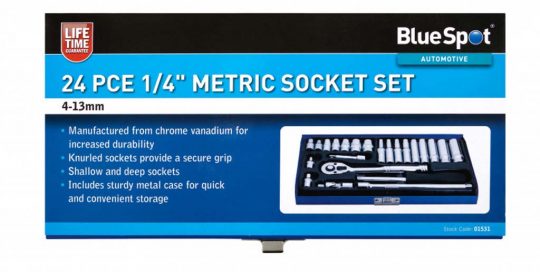 LIFE
TIME
GUARANTEE
BlueSpot
AUTOMOTIVE
24 PCE 1/4" METRIC SOCKET SET
4-13mm
• Manufactured from chrome vanadium for
increased durability
• Knurled sockets provide a secure grip
• Shallow and deep sockets
• Includes sturdy metal case for quick
and convenient storage
Stock Code: 01531